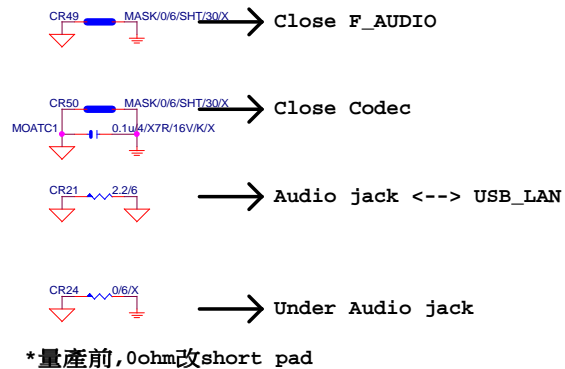 CR49 MASK/0/6/SHT/30/X Close F_AUDIO
CR50 MASK/0/6/SHT/30/X Close Codec
MOATC1 0.1u/4/X7R/16V/K/X
CR21 2.2/6 Audio jack <--> USB_LAN
CR24 0/6/X Under Audio jack
*量產前,0ohm改short pad